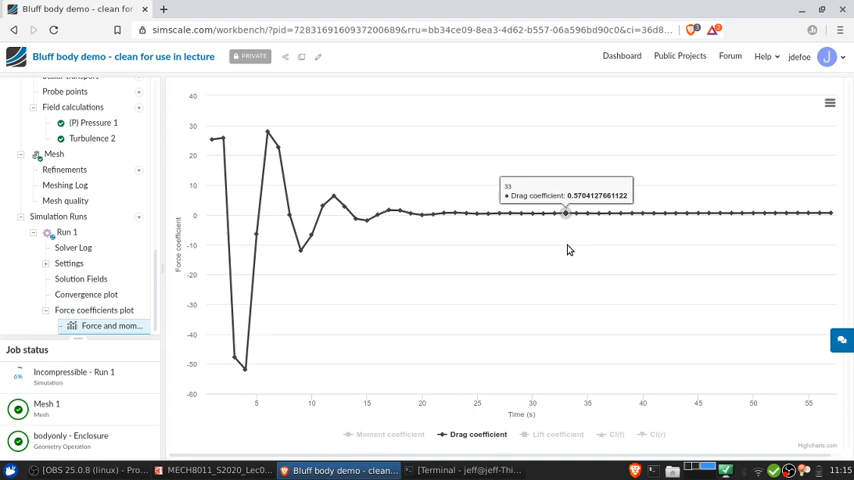 Bluff body demo - clean for
simscale.com/workbench/?pid=7283169160937200689&rru=bb34ce09-8ea3-4d62-b557-06a596bd90c0&ci=36d8...
Bluff body demo - clean for use in lecture
PRIVATE
Dashboard
Public Projects
Forum
Help
jdefoe
J
Probe points
Field calculations
(P) Pressure 1
Turbulence 2
Mesh
Refinements
Meshing Log
Mesh quality
Simulation Runs
Run 1
Solver Log
Settings
Solution Fields
Convergence plot
Force coefficients plot
Force and mom...
Job status
6%
Incompressible - Run 1
Simulation
Mesh 1
Mesh
bodyonly - Enclosure
Geometry Operation
Force coefficient
40
30
20
10
0
-10
-20
-30
-40
-50
-60
33
Drag coefficient: 0.5704127661122
5
10
15
20
25
30
35
40
45
50
55
Time (s)
Moment coefficient
Drag coefficient
Lift coefficient
Cl(f)
Cl(r)
Highcharts.com
[OBS 25.0.8 (linux) - Pro...
MECH8011_S2020_Lec0...
Bluff body demo - clean...
[Terminal - jeff@jeff-Thi...
11:15